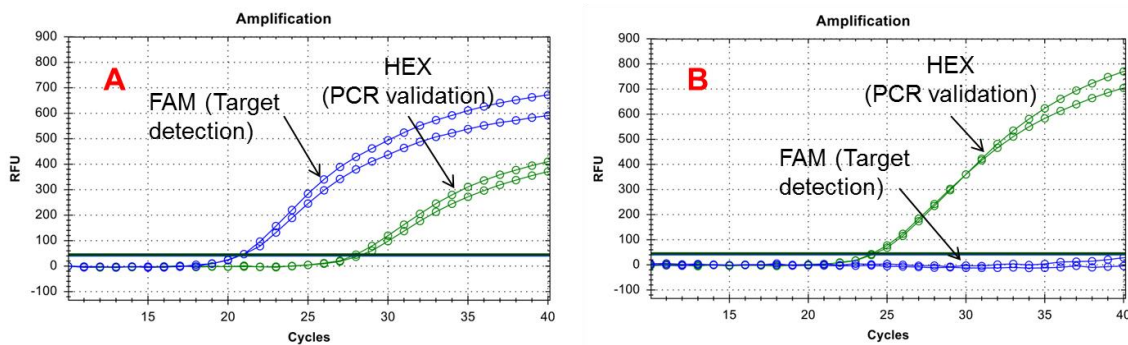 Amplification
900
800
700
600
500
400
300
200
100
0
-100
RFU
15
20
25
30
35
40
Cycles
A
FAM (Target
detection)
HEX
(PCR validation)
Amplification
900
800
700
600
500
400
300
200
100
0
-100
RFU
15
20
25
30
35
40
Cycles
B
HEX
(PCR validation)
FAM (Target
detection)